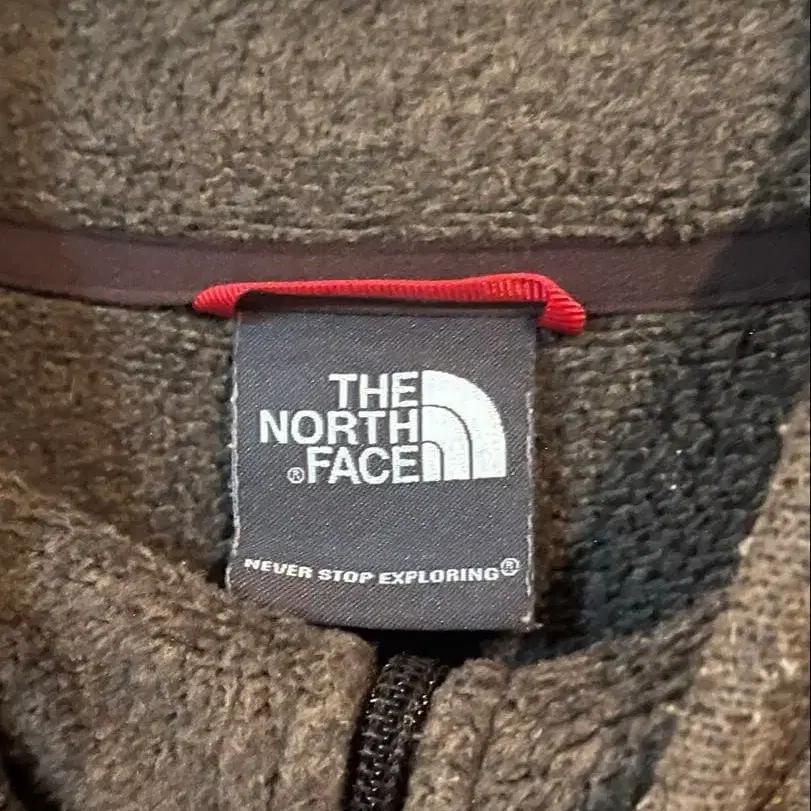 THE
NORTH
®FACE
NEVER STOP EXPLORING®